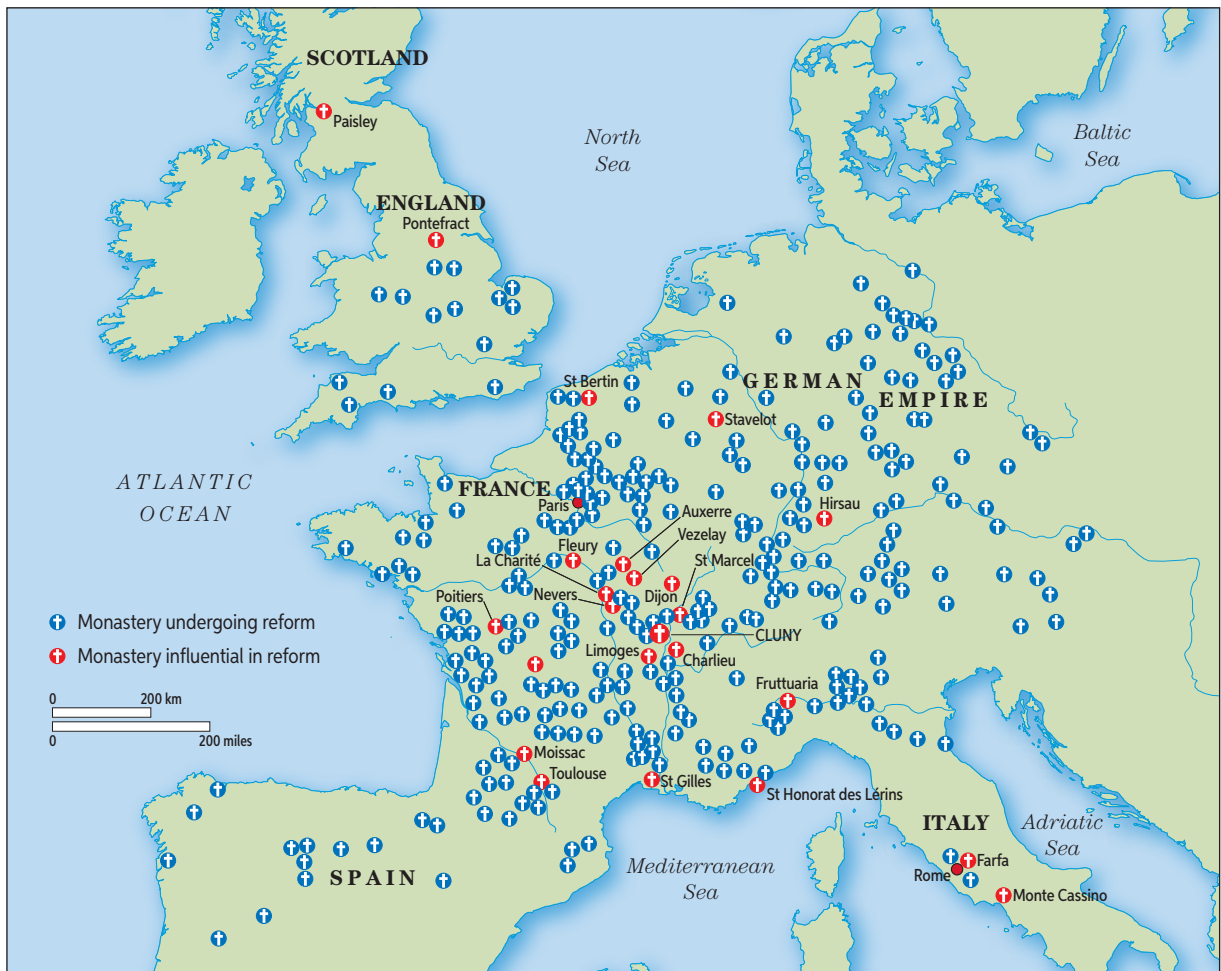 SCOTLAND
Paisley
North
Sea
Baltic
Sea
ENGLAND
Pontefract
St Bertin
GERMAN
EMPIRE
Stavelot
ATLANTIC
OCEAN
FRANCE
Paris
Auxerre
Hirsau
Vezelay
Fleury
La Charité
St Marcel
Nevers
Dijon
Poitiers
CLUNY
Limoges
Charlieu
Monastery undergoing reform
Monastery influential in reform
0
200 km
0
200 miles
Fruttuaria
Moissac
Toulouse
St Gilles
St Honorat des Lérins
ITALY
Adriatic
Sea
Farfa
Rome
Mediterranean
Sea
SPAIN
Monte Cassino